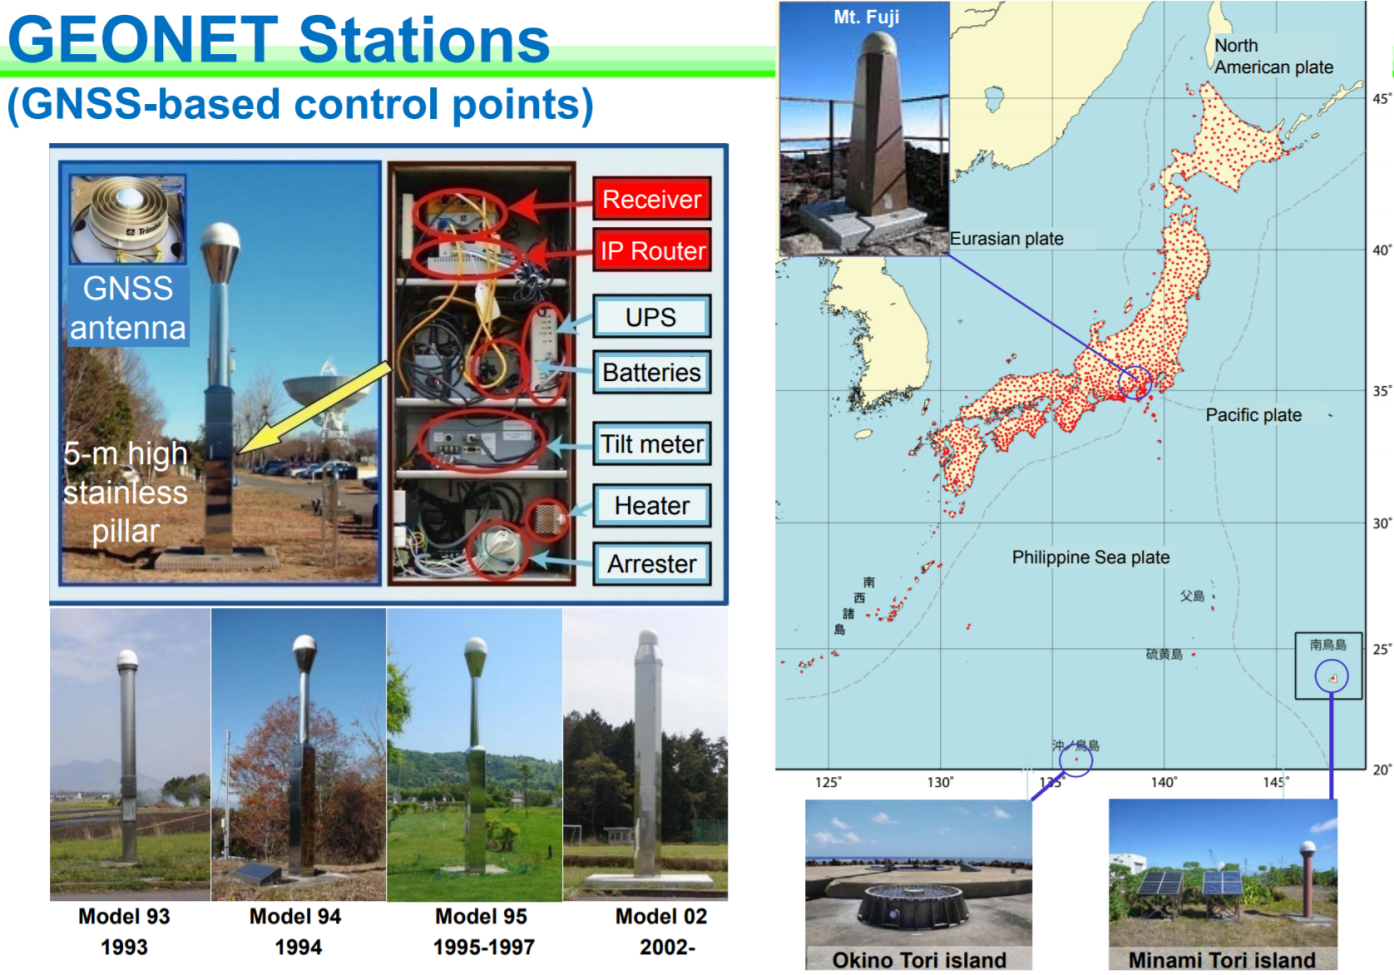 GEONET Stations
(GNSS-based control points)
Trimble
GNSS
antenna
5-m high
stainless
pillar
Receiver
IP Router
UPS
Batteries
Tilt meter
Heater
Arrester
Model 93
1993
Model 94
1994
Model 95
1995-1997
Model 02
2002-
Mt. Fuji
North
American plate
Eurasian plate
Pacific plate
Philippine Sea plate
南
西
諸
島
父島
硫黄島
南鳥島
沖ノ鳥島
45°
40°
35°
30°
25°
20°
125°
130°
135°
140°
145°
Okino Tori island
Minami Tori island